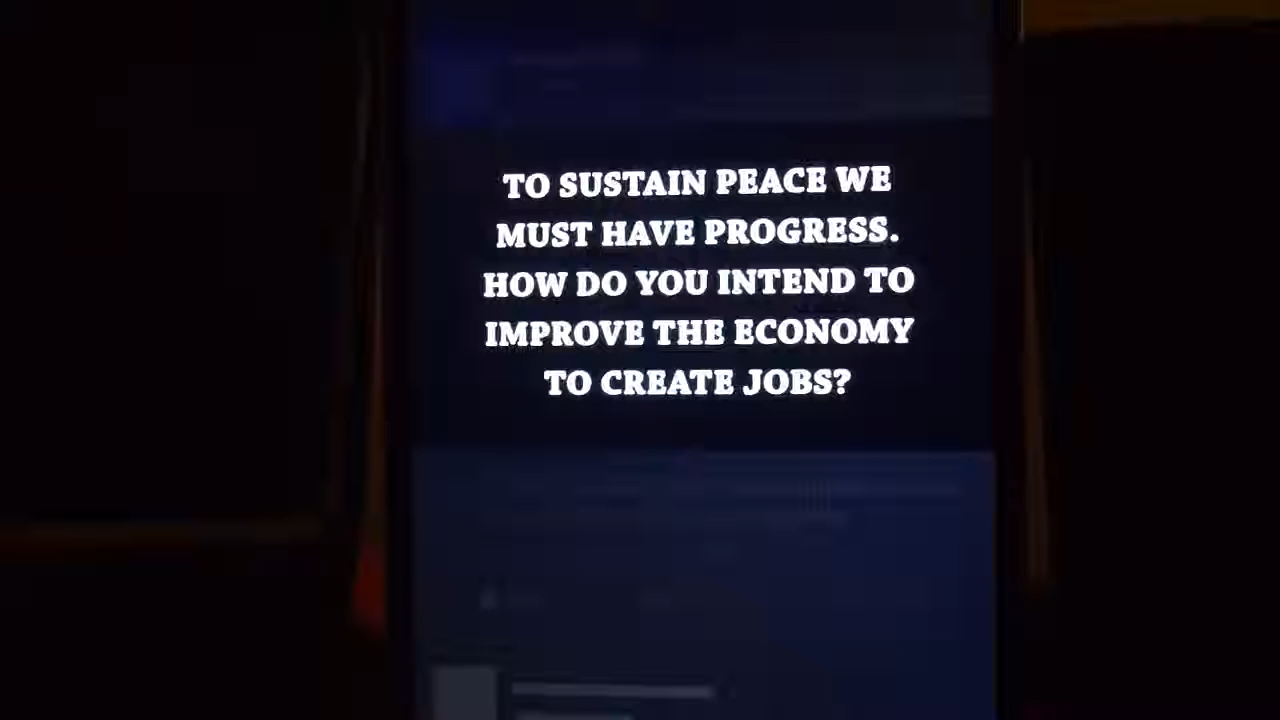 TO SUSTAIN PEACE WE
MUST HAVE PROGRESS.
HOW DO YOU INTEND TO
IMPROVE THE ECONOMY
TO CREATE JOBS?